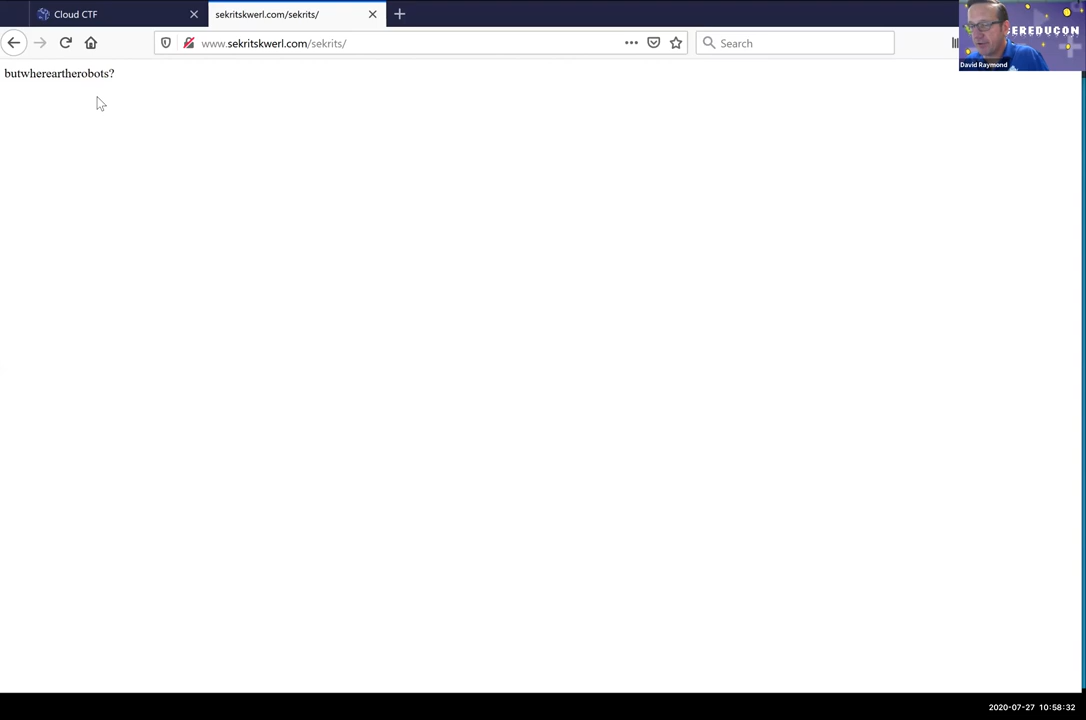 Cloud CTF
sekritskwerl.com/sekrits/
www.sekritskwerl.com/sekrits/
Search
butwhereartherobots?
EREDUCON
David Raymond
2020-07-27 10:58:32